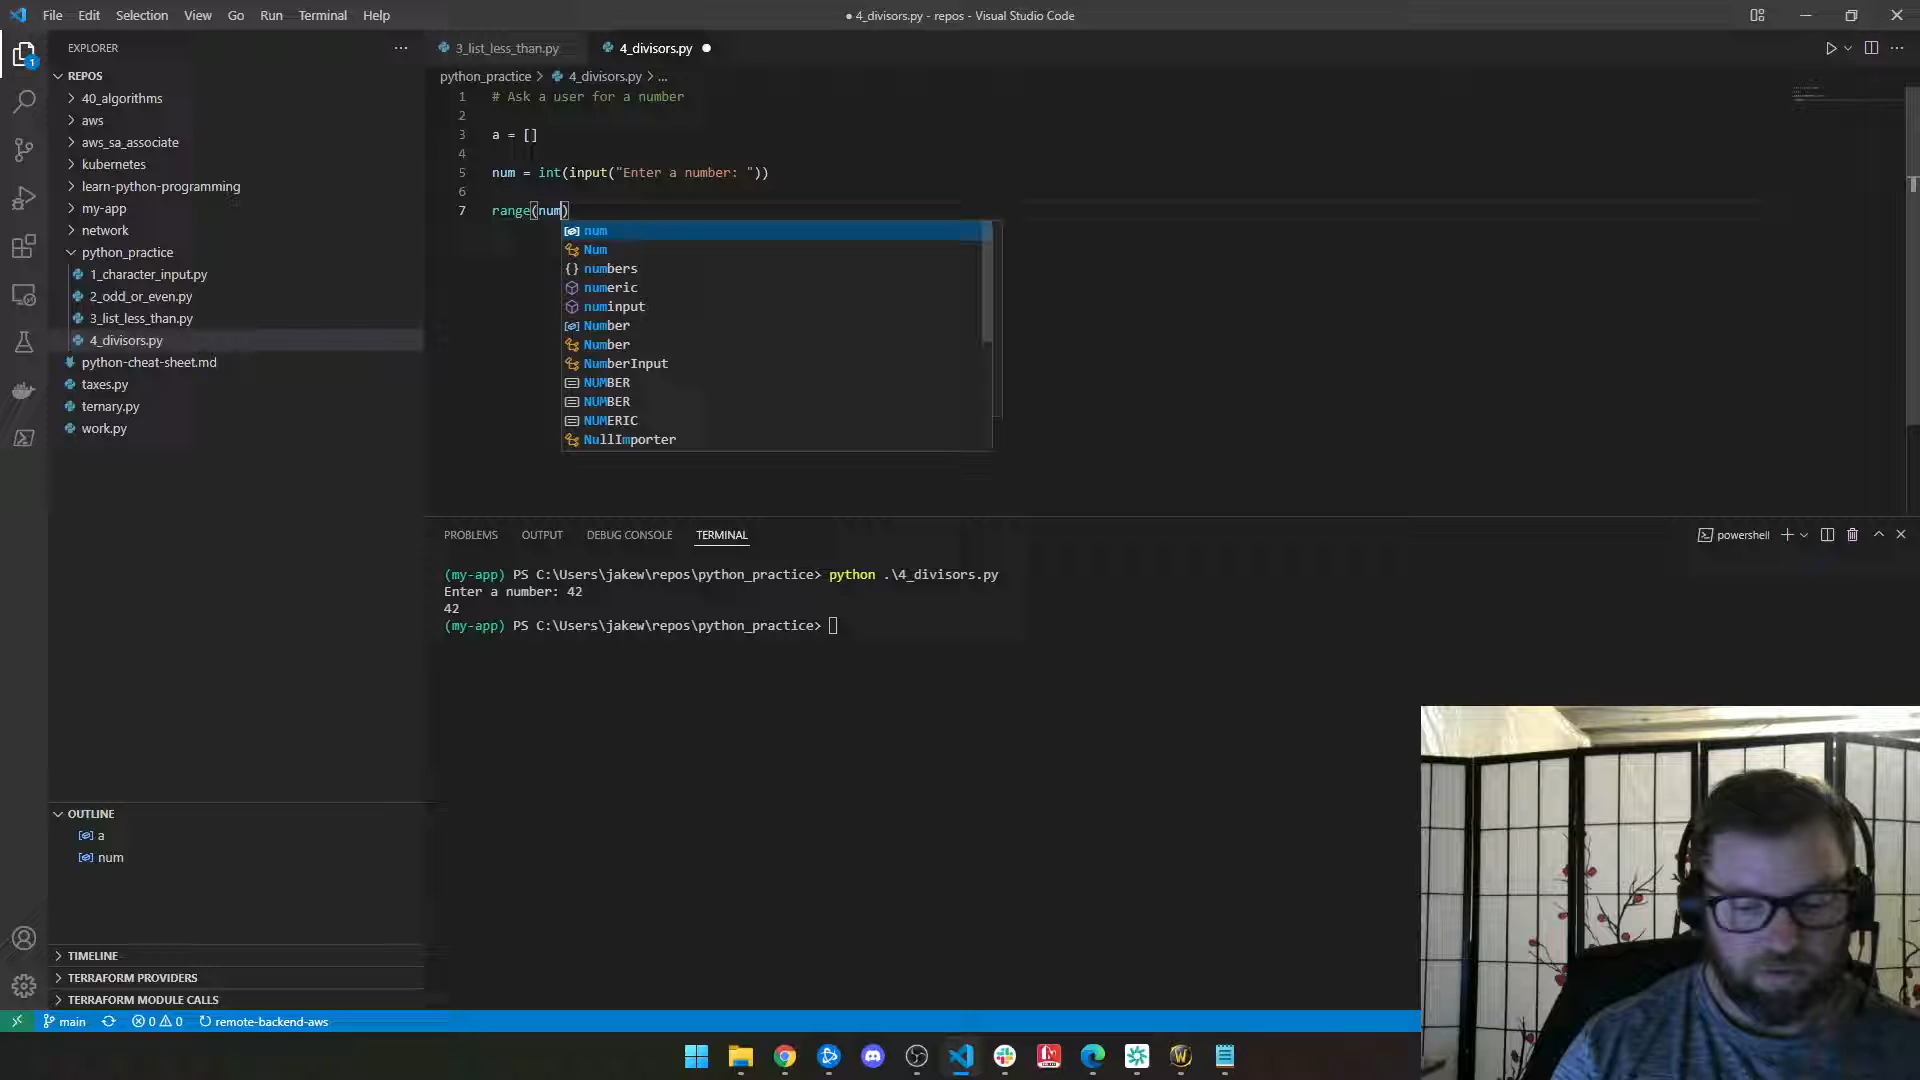 File Edit Selection View Go Run Terminal Help
● 4_divisors.py - repos - Visual Studio Code
EXPLORER
1
REPOS
40_algorithms
aws
aws_sa_associate
kubernetes
learn-python-programming
my-app
network
python_practice
1_character_input.py
2_odd_or_even.py
3_list_less_than.py
4_divisors.py
python-cheat-sheet.md
taxes.py
ternary.py
work.py
OUTLINE
a
num
TIMELINE
TERRAFORM PROVIDERS
TERRAFORM MODULE CALLS
3_list_less_than.py
4_divisors.py
python_practice > 4_divisors.py > ...
1 # Ask a user for a number
2
3 a = []
4
5 num = int(input("Enter a number: "))
6
7 range(num)
num
Num
numbers
numeric
numinput
Number
Number
NumberInput
NUMBER
NUMBER
NUMERIC
NullImporter
PROBLEMS OUTPUT DEBUG CONSOLE TERMINAL
powershell
(my-app) PS C:\Users\jakew\repos\python_practice> python .\4_divisors.py
Enter a number: 42
42
(my-app) PS C:\Users\jakew\repos\python_practice>
main 0 0 remote-backend-aws